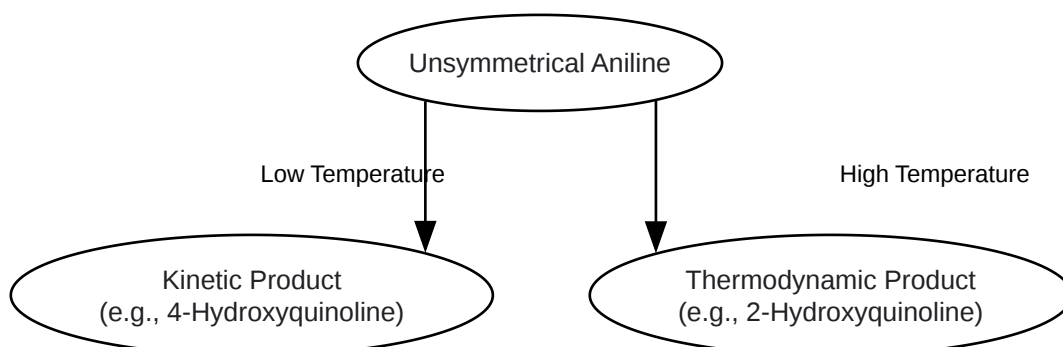 Unsymmetrical Aniline
Low Temperature
High Temperature
Kinetic Product
(e.g., 4-Hydroxyquinoline)
Thermodynamic Product
(e.g., 2-Hydroxyquinoline)